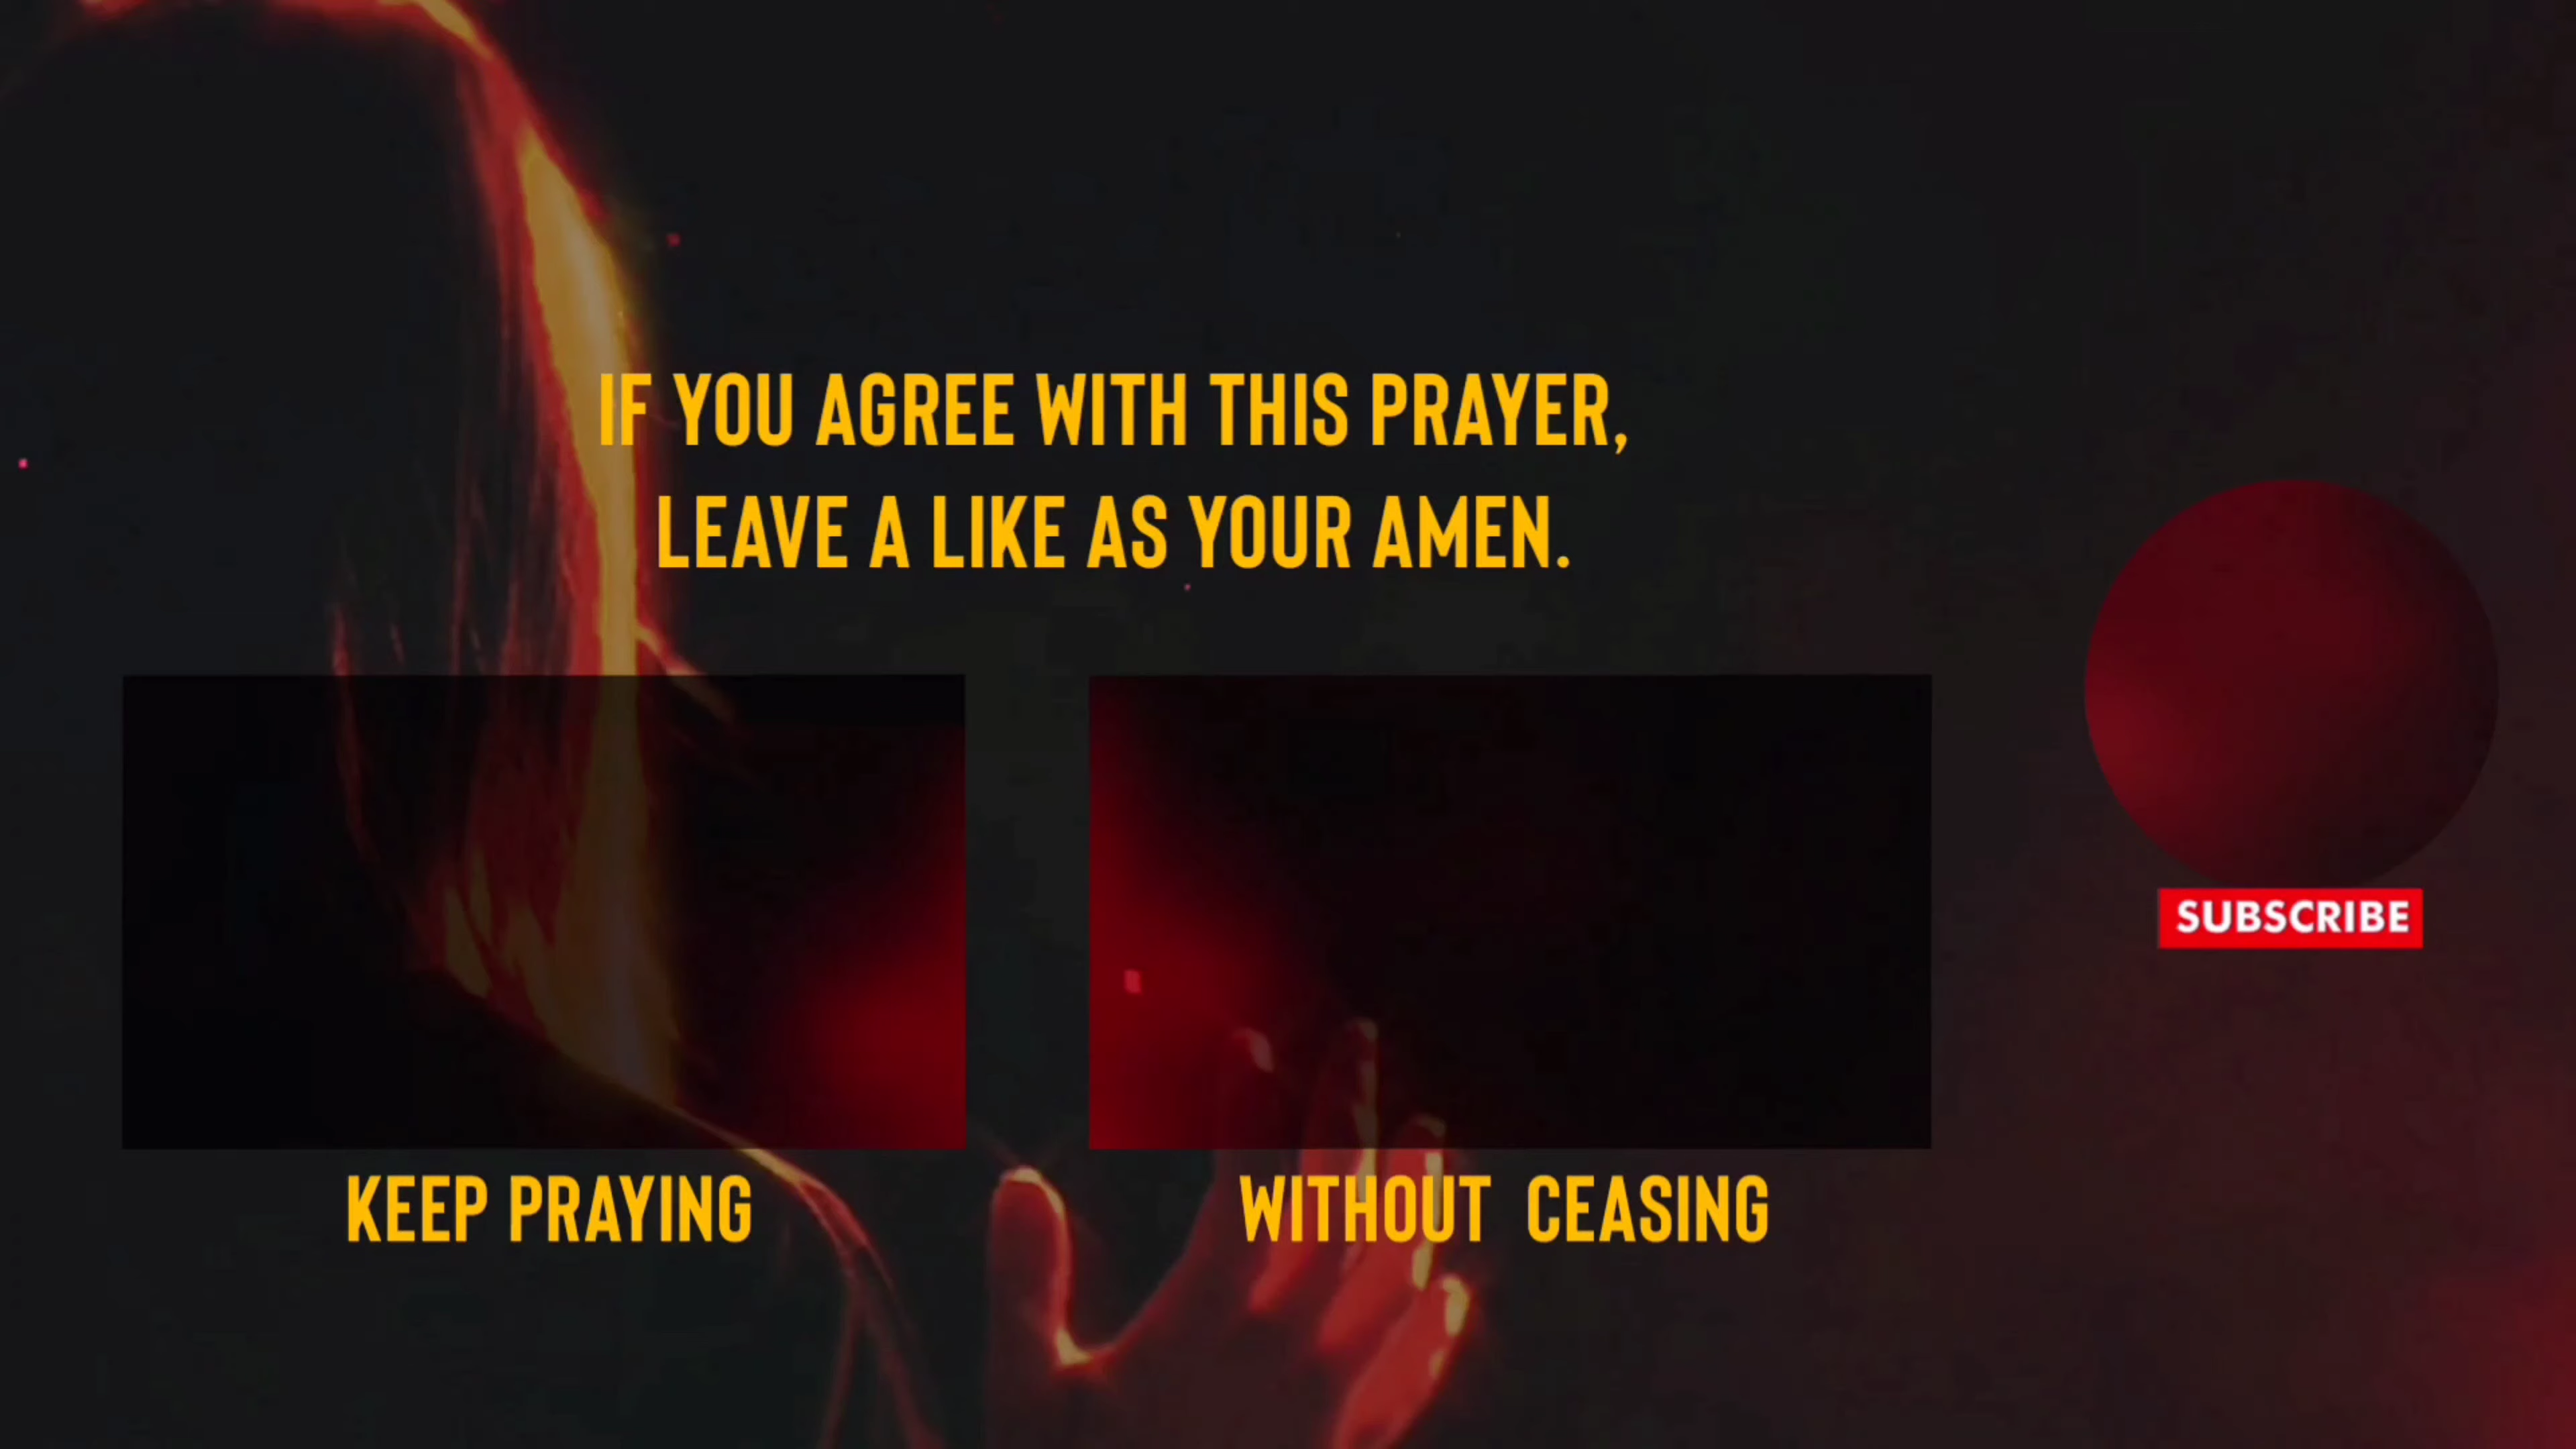 IF YOU AGREE WITH THIS PRAYER,
LEAVE A LIKE AS YOUR AMEN.
SUBSCRIBE
KEEP PRAYING
WITHOUT CEASING